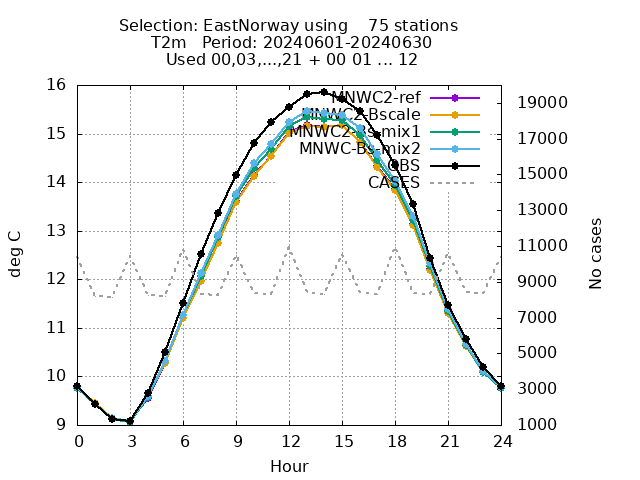 Selection: EastNorway using    75 stations
T2m   Period: 20240601-20240630
Used 00,03,...,21 + 00 01 ... 12
MNWC2-ref
MNWC2-Bscale
MNWC2-Bs-mix1
MNWC-Bs-mix2
OBS
CASES
16
15
14
13
12
11
10
9
deg C
19000
17000
15000
13000
11000
9000
7000
5000
3000
1000
No cases
0 3 6 9 12 15 18 21 24
Hour